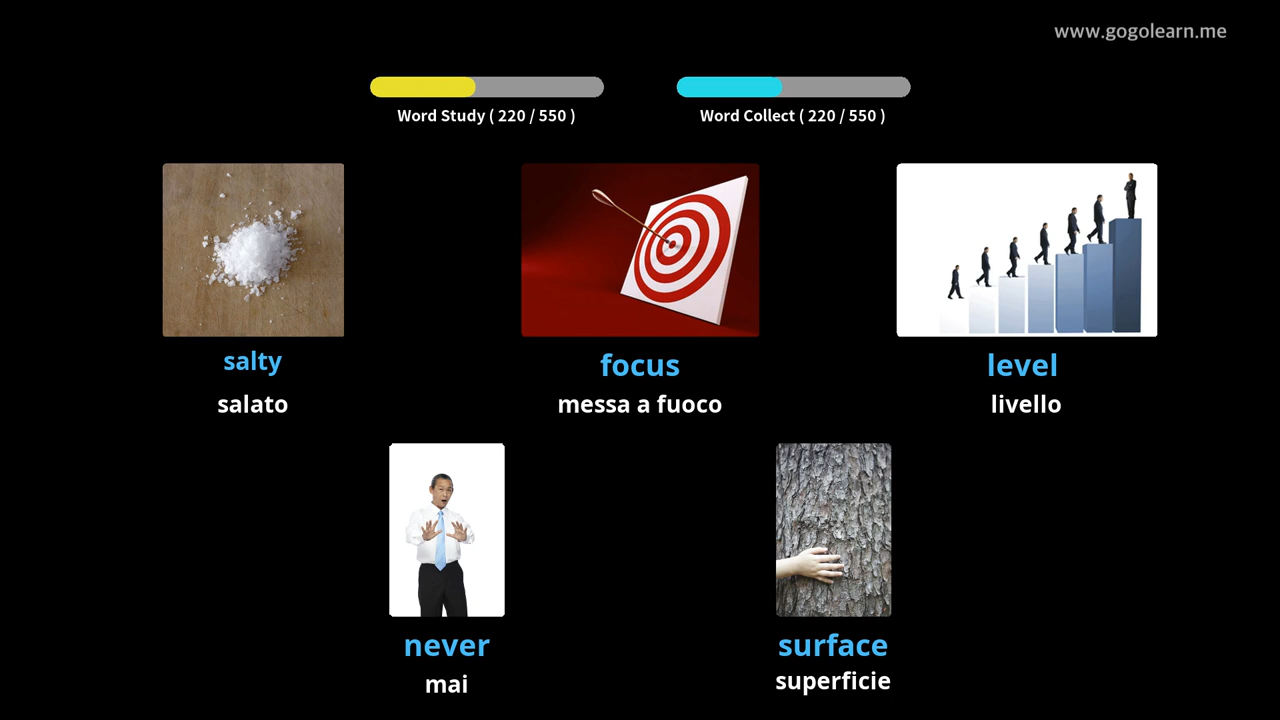 www.gogolearn.me
Word Study ( 220 / 550 )
Word Collect ( 220 / 550 )
salty
salato
focus
messa a fuoco
level
livello
never
mai
surface
superficie